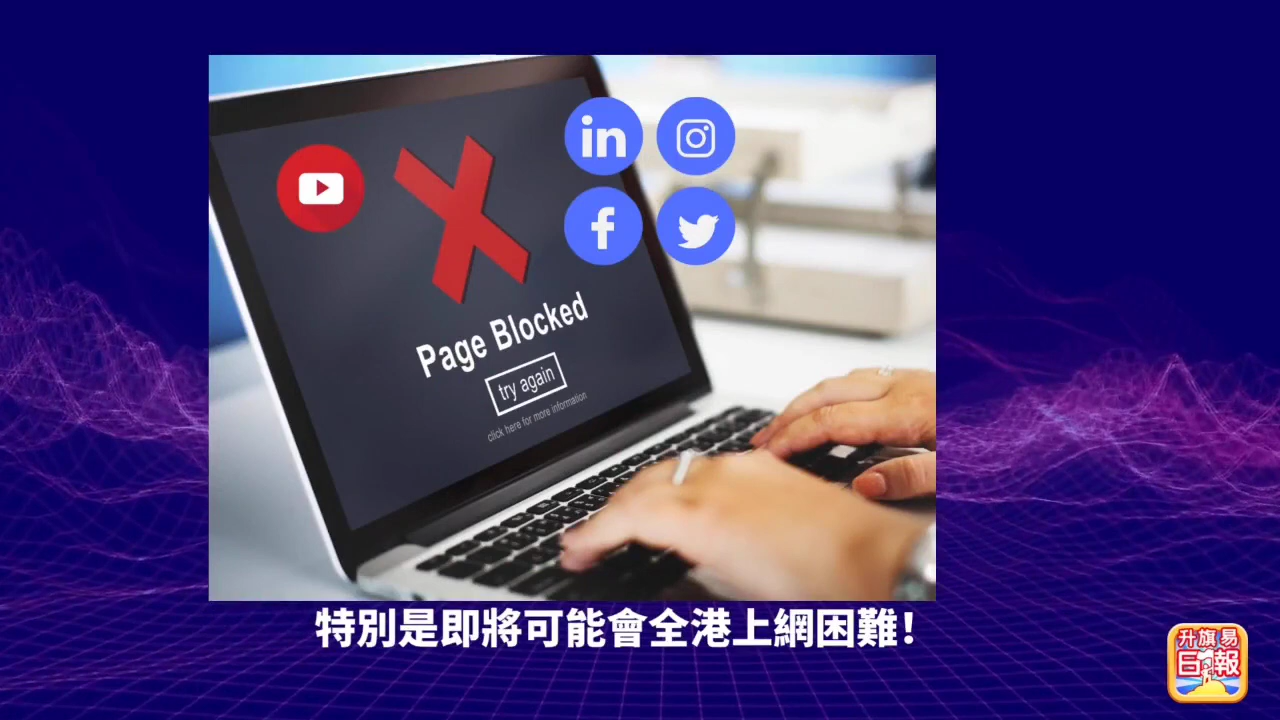 in
f
Page Blocked
try again
click here for more information
特別是即將可能會全港上網困難!
升旗易
日報